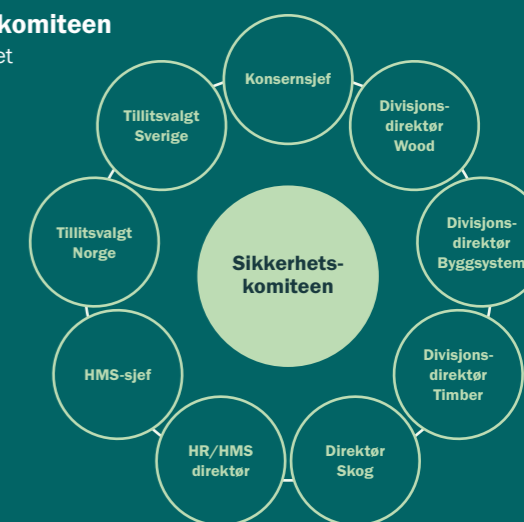 komiteen
et
Konsernsjef
Divisjons-
direktør
Wood
Divisjons-
direktør
Byggsystem
Divisjons-
direktør
Timber
Direktør
Skog
HR/HMS
direktør
HMS-sjef
Tillitsvalgt
Norge
Tillitsvalgt
Sverige
Sikkerhets-
komiteen